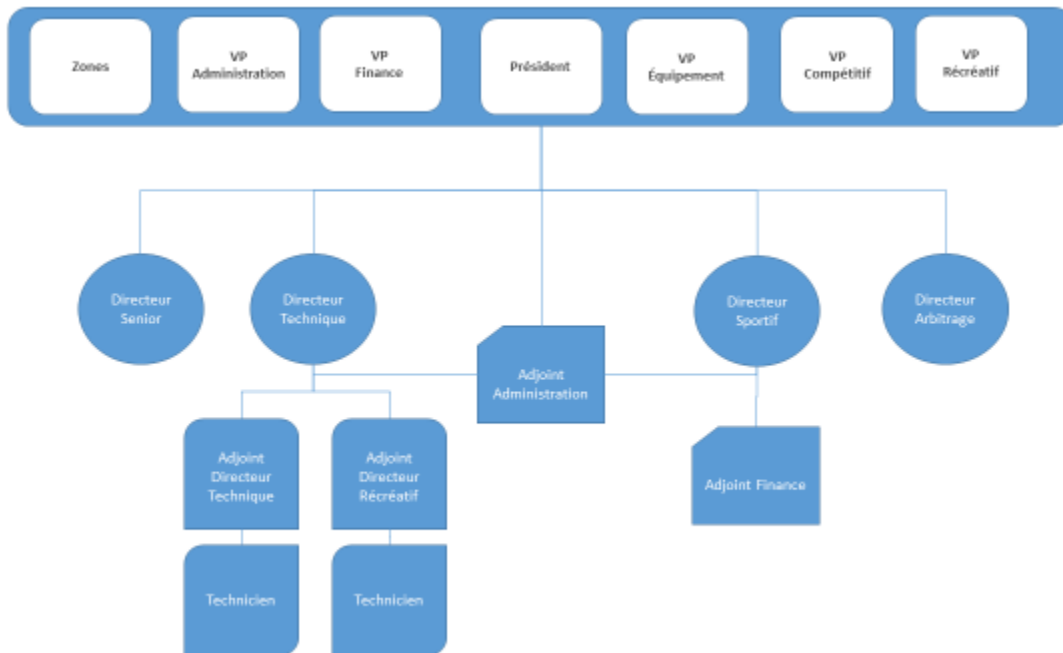 Zones
VP
Administration
VP
Finance
Président
VP
Équipement
VP
Compétitif
VP
Récréatif
Directeur
Senior
Directeur
Technique
Directeur
Sportif
Directeur
Arbitrage
Adjoint
Administration
Adjoint
Directeur
Technique
Adjoint
Directeur
Récréatif
Adjoint Finance
Technicien
Technicien